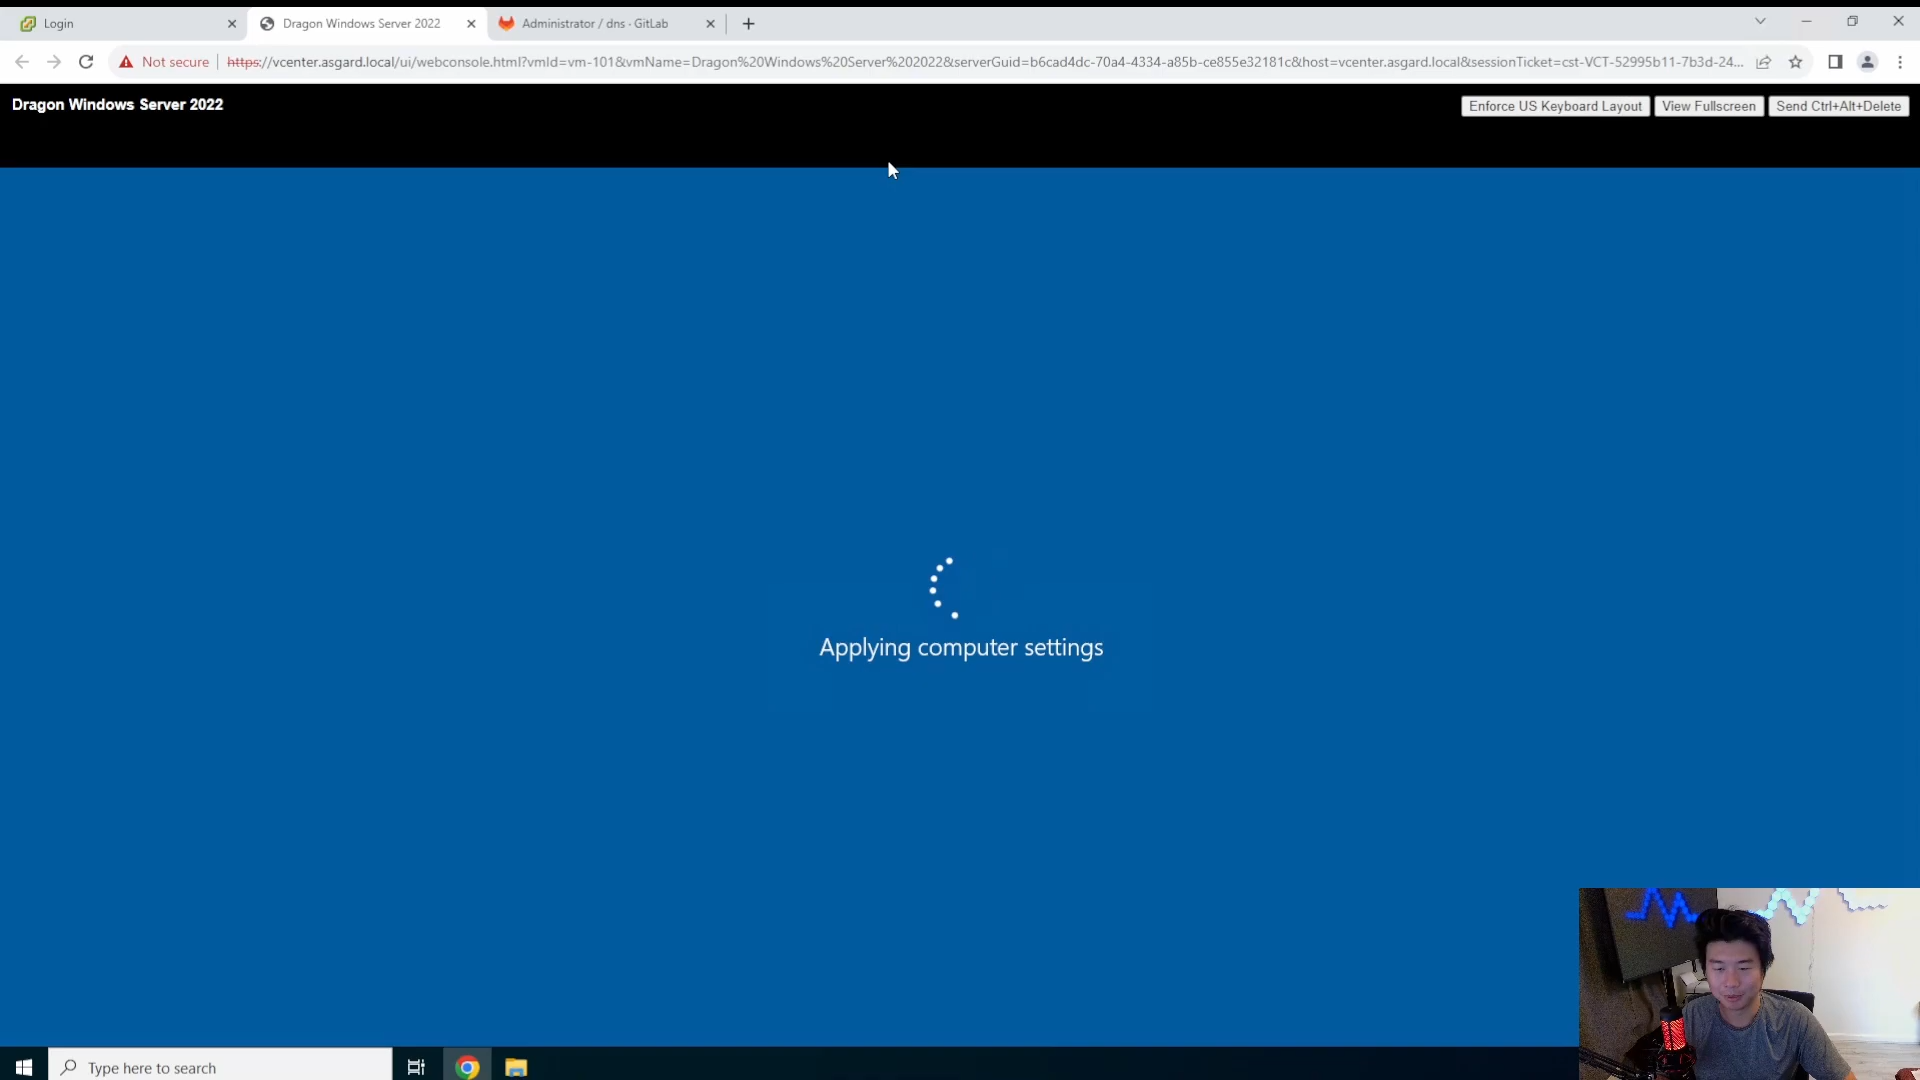 Login
Dragon Windows Server 2022
Administrator / dns · GitLab
Not secure
https://vcenter.asgard.local/ui/webconsole.html?vmId=vm-101&vmName=Dragon%20Windows%20Server%202022&serverGuid=b6cad4dc-70a4-4334-a85b-ce855e32181c&host=vcenter.asgard.local&sessionTicket=cst-VCT-52995b11-7b3d-24...
Dragon Windows Server 2022
Enforce US Keyboard Layout
View Fullscreen
Send Ctrl+Alt+Delete
Applying computer settings
Type here to search